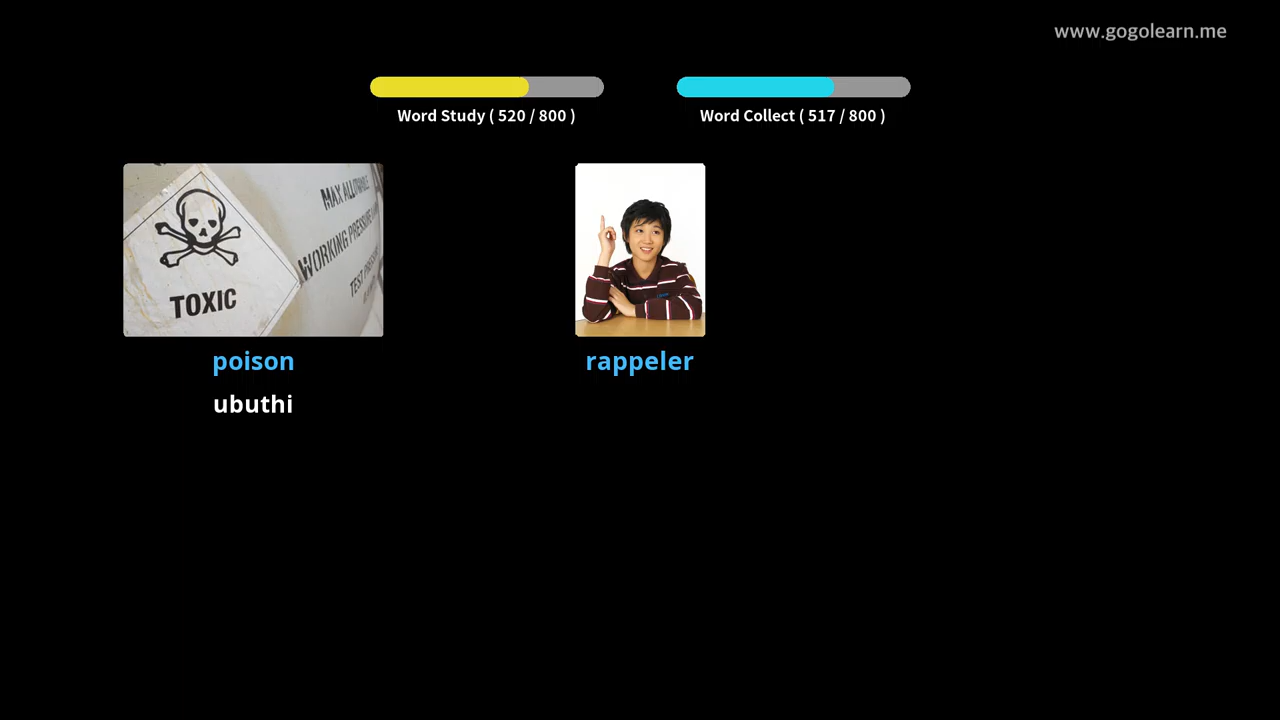 www.gogolearn.me
Word Study ( 520 / 800 )
Word Collect ( 517 / 800 )
MAX ALLOWABLE
WORKING PRESSURE
TEST
TOXIC
poison
rappeler
ubuthi